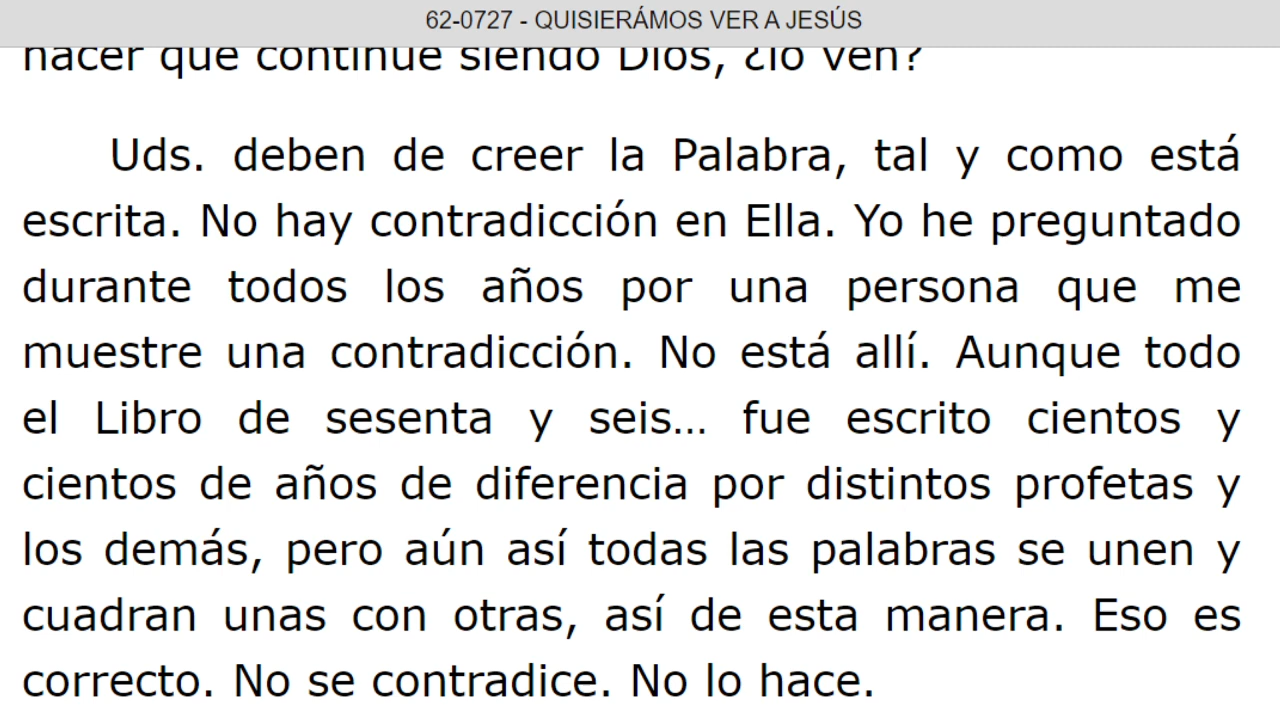 62-0727 - QUISIERÁMOS VER A JESÚS
hacer que continúe siendo Dios, ¿lo ven?
Uds. deben de creer la Palabra, tal y como está
escrita. No hay contradicción en Ella. Yo he preguntado
durante todos los años por una persona que me
muestre una contradicción. No está allí. Aunque todo
el Libro de sesenta y seis... fue escrito cientos y
cientos de años de diferencia por distintos profetas y
los demás, pero aún así todas las palabras se unen y
cuadran unas con otras, así de esta manera. Eso es
correcto. No se contradice. No lo hace.